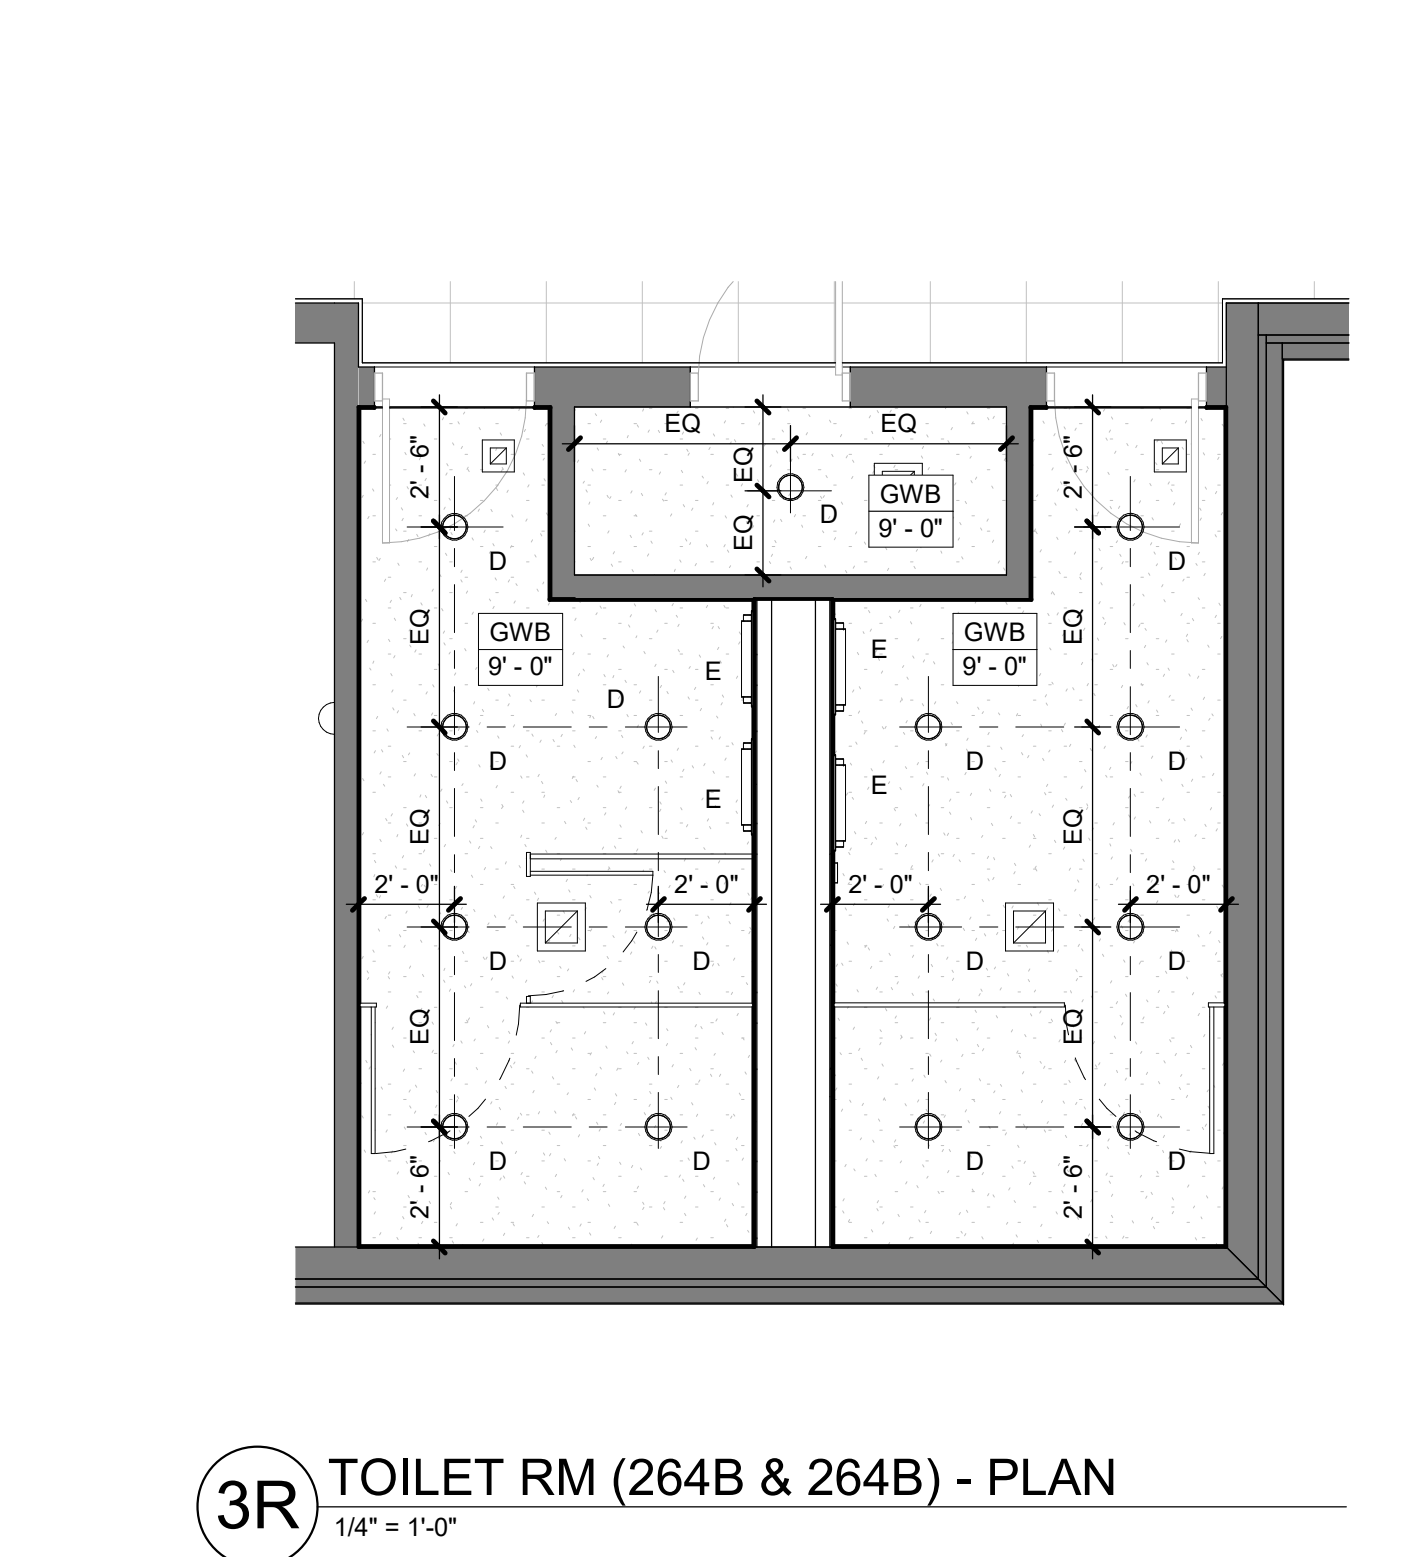 EQ EQ
2' - 6" EQ GWB 2' - 6"
D 9' - 0"
EQ
D D
EQ GWB GWB EQ
9' - 0" 9' - 0"
E E
D
D D D
E E
EQ EQ
2' - 0" 2' - 0" 2' - 0" 2' - 0"
D D D D
EQ EQ
D D D D
2' - 6" 2' - 6"
3R TOILET RM (264B & 264B) - PLAN
1/4" = 1'-0"